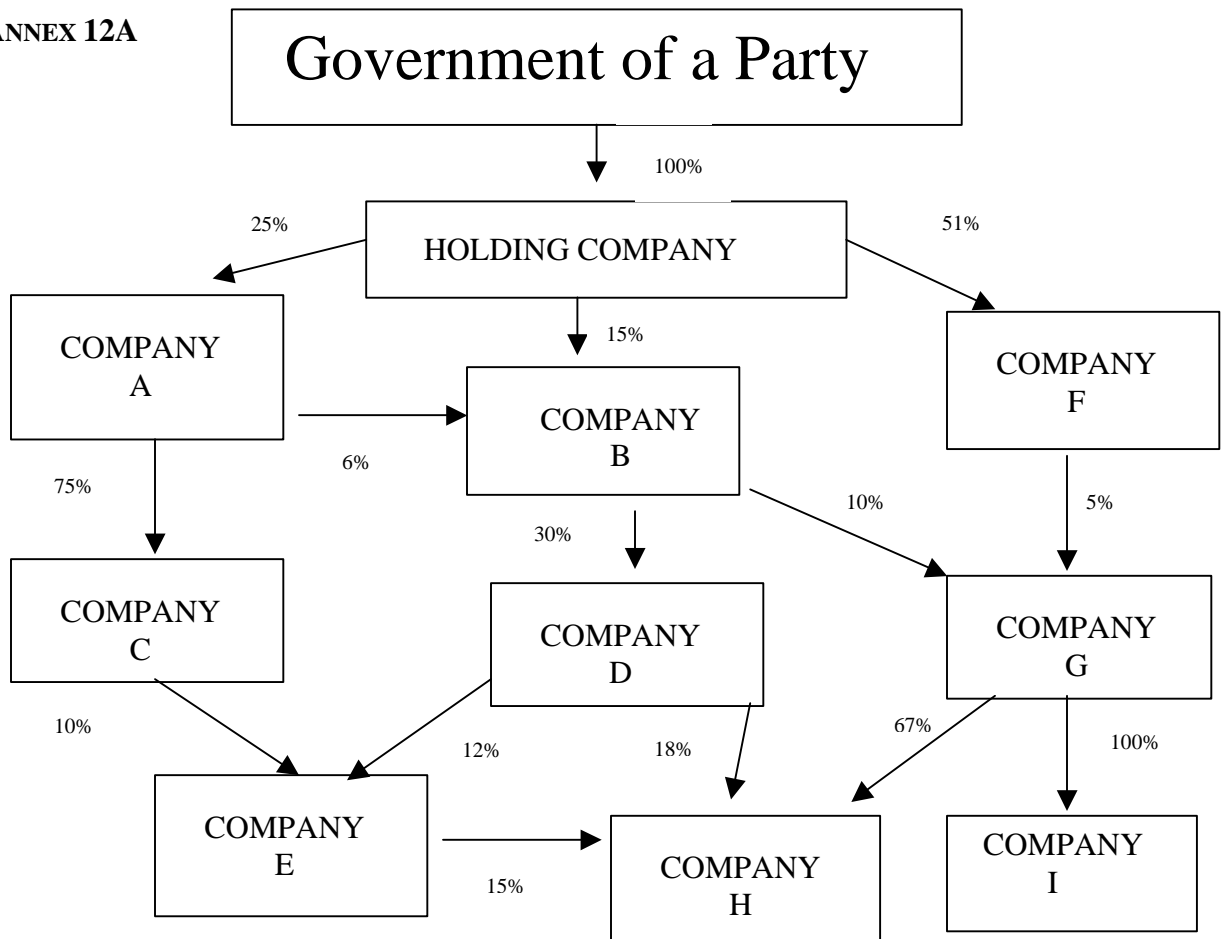 ANNEX 12A
Government of a Party
100%
25%
51%
HOLDING COMPANY
15%
COMPANY
A
COMPANY
F
COMPANY
B
6%
75%
10%
5%
30%
COMPANY
C
COMPANY
D
COMPANY
G
10%
12%
18%
67%
100%
COMPANY
E
COMPANY
H
COMPANY
I
15%